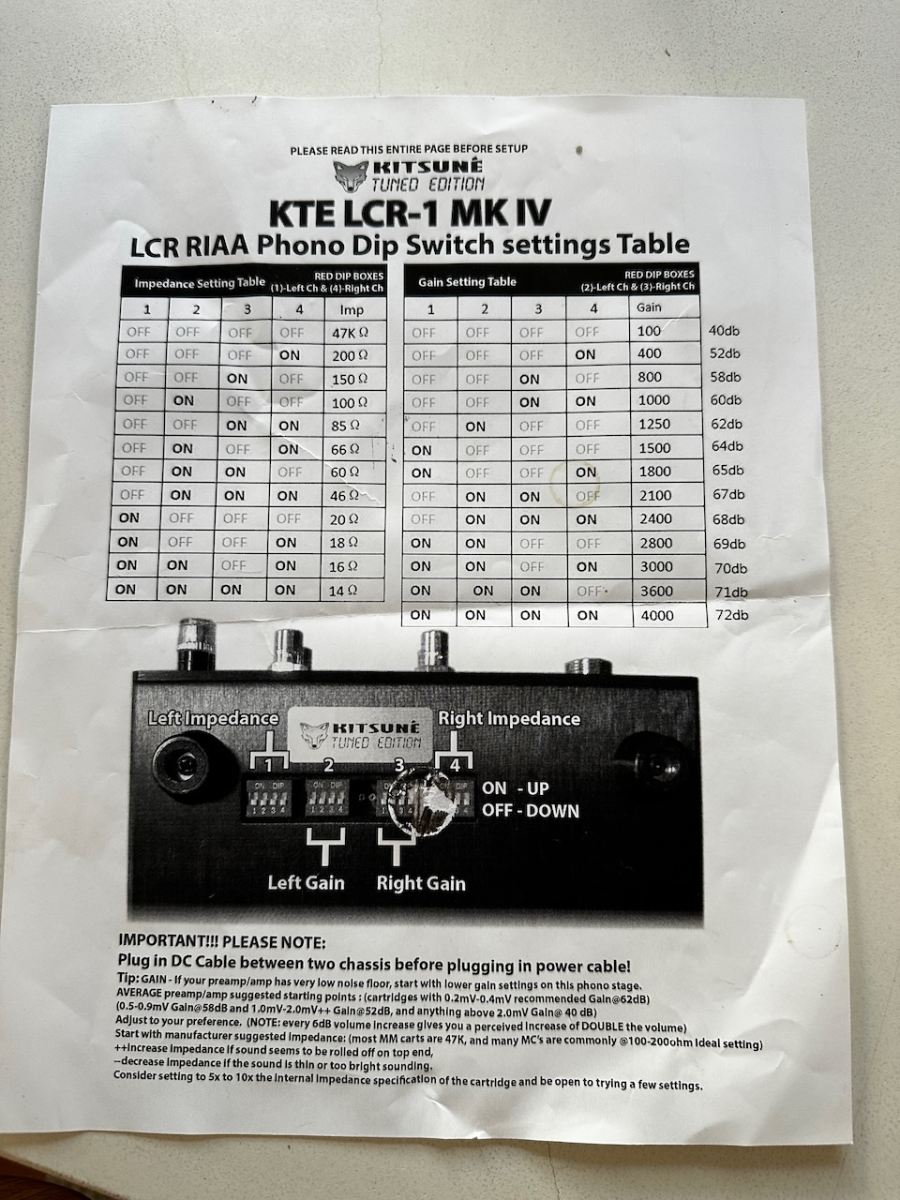 PLEASE READ THIS ENTIRE PAGE BEFORE SETUP
KITSUNÉ
TUNED EDITION
KTE LCR-1 MK IV
LCR RIAA Phono Dip Switch settings Table
Impedance Setting Table RED DIP BOXES (1)-Left Ch & (4)-Right Ch
1 2 3 4 Imp
OFF OFF OFF OFF 47K Ω
OFF OFF OFF ON 200 Ω
OFF OFF ON OFF 150 Ω
OFF ON OFF OFF 100 Ω
OFF OFF ON ON 85 Ω
OFF ON OFF ON 66 Ω
OFF ON ON OFF 60 Ω
OFF ON ON ON 46 Ω
ON OFF OFF OFF 20 Ω
ON OFF OFF ON 18 Ω
ON ON OFF ON 16 Ω
ON ON ON ON 14 Ω
Gain Setting Table RED DIP BOXES (2)-Left Ch & (3)-Right Ch
1 2 3 4 Gain
OFF OFF OFF OFF 100 40db
OFF OFF OFF ON 400 52db
OFF OFF ON OFF 800 58db
OFF OFF ON ON 1000 60db
OFF ON OFF OFF 1250 62db
ON OFF OFF OFF 1500 64db
ON OFF OFF ON 1800 65db
OFF ON ON OFF 2100 67db
OFF ON ON ON 2400 68db
ON ON OFF OFF 2800 69db
ON ON OFF ON 3000 70db
ON ON ON OFF 3600 71db
ON ON ON ON 4000 72db
Left Impedance
KITSUNÉ
TUNED EDITION
Right Impedance
1 2 3 4
ON DIP ON DIP
1 2 3 4 1 2 3 4
ON - UP
OFF - DOWN
Left Gain Right Gain
IMPORTANT!!! PLEASE NOTE:
Plug in DC Cable between two chassis before plugging in power cable!
Tip: GAIN - If your preamp/amp has very low noise floor, start with lower gain settings on this phono stage.
AVERAGE preamp/amp suggested starting points : (cartridges with 0.2mV-0.4mV recommended Gain@62dB)
(0.5-0.9mV Gain@58dB and 1.0mV-2.0mV++ Gain@52dB, and anything above 2.0mV Gain@ 40 dB)
Adjust to your preference. (NOTE: every 6dB volume increase gives you a perceived increase of DOUBLE the volume)
Start with manufacturer suggested impedance: (most MM carts are 47K, and many MC's are commonly @100-200ohm ideal setting)
++increase impedance if sound seems to be rolled off on top end,
--decrease impedance if the sound is thin or too bright sounding.
Consider setting to 5x to 10x the internal impedance specification of the cartridge and be open to trying a few settings.